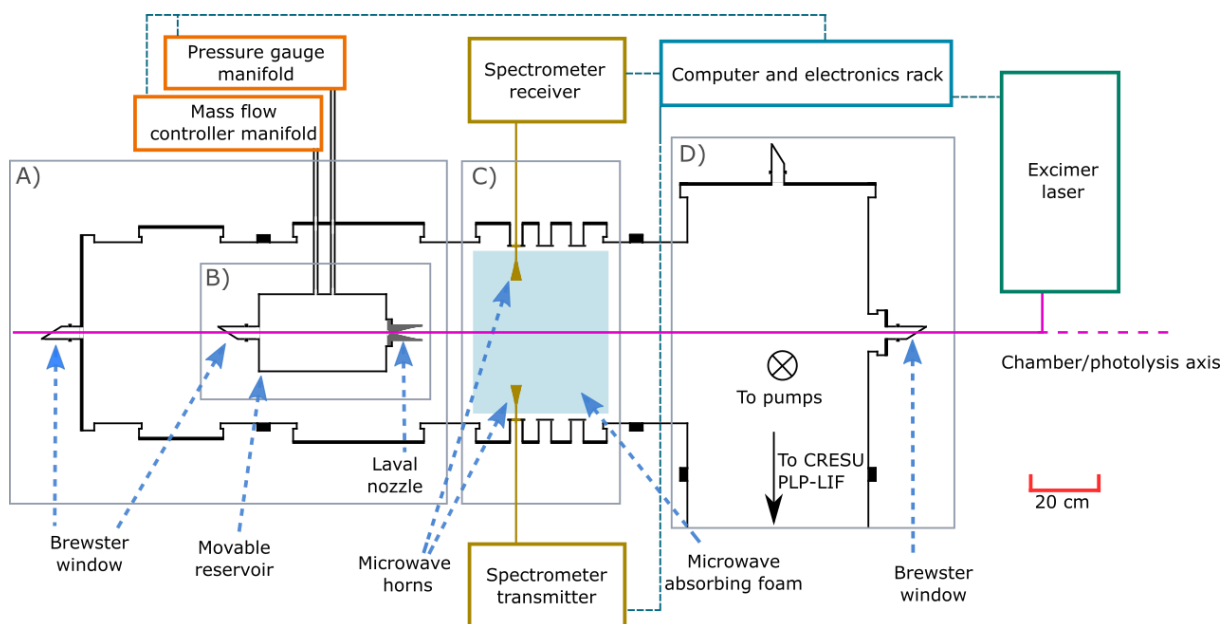 Pressure gauge
manifold
Mass flow
controller manifold
Spectrometer
receiver
Computer and electronics rack
Excimer
laser
A)
B)
C)
D)
Chamber/photolysis axis
To pumps
To CRESU
PLP-LIF
20 cm
Laval
nozzle
Brewster
window
Movable
reservoir
Microwave
horns
Spectrometer
transmitter
Microwave
absorbing foam
Brewster
window